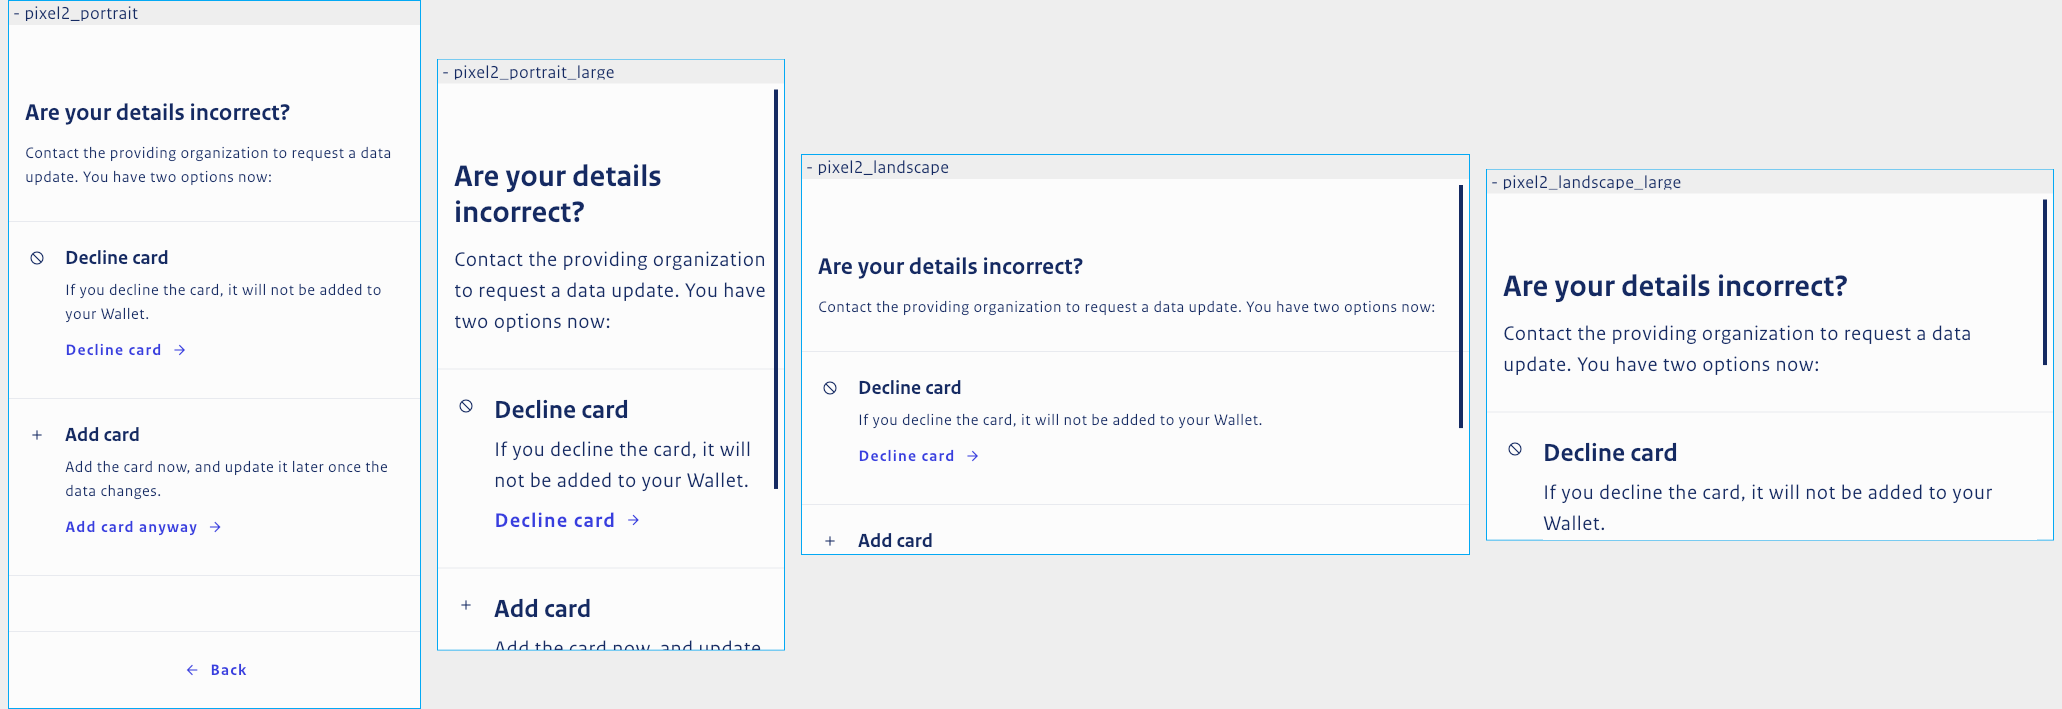 - pixel2_portrait
Are your details incorrect?
Contact the providing organization to request a data
update. You have two options now:
Decline card
If you decline the card, it will not be added to
your Wallet.
Decline card →
Add card
Add the card now, and update it later once the
data changes.
Add card anyway →
← Back
- pixel2_portrait_large
Are your details
incorrect?
Contact the providing organization
to request a data update. You have
two options now:
Decline card
If you decline the card, it will
not be added to your Wallet.
Decline card →
Add card
Add the card now, and update
- pixel2_landscape
Are your details incorrect?
Contact the providing organization to request a data update. You have two options now:
Decline card
If you decline the card, it will not be added to your Wallet.
Decline card →
Add card
- pixel2_landscape_large
Are your details incorrect?
Contact the providing organization to request a data
update. You have two options now:
Decline card
If you decline the card, it will not be added to your
Wallet.